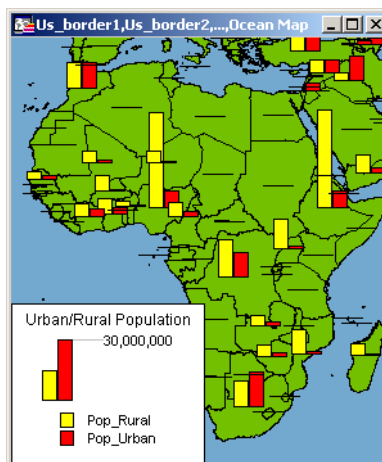 Us_border1,Us_border2,...,Ocean Map
Urban/Rural Population
30,000,000
Pop_Rural
Pop_Urban